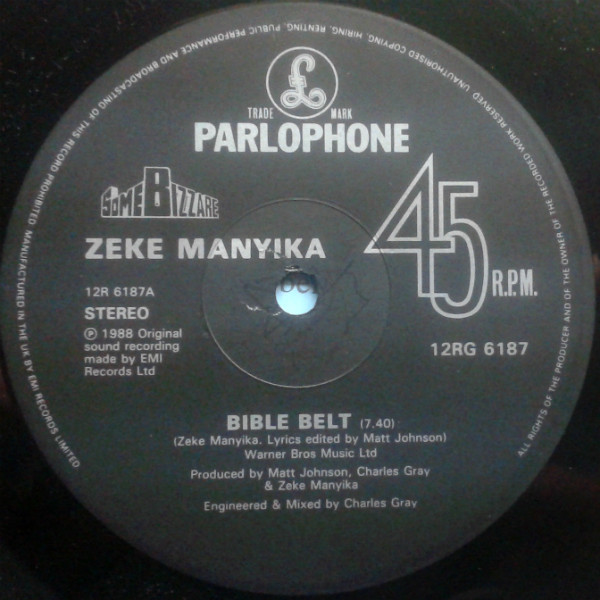 UNAUTHORISED COPYING, HIRING, RENTING, PUBLIC PERFORMANCE AND BROADCASTING OF THIS RECORD PROHIBITED. MANUFACTURED IN THE UK BY EMI RECORDS LIMITED
ALL RIGHTS OF THE PRODUCER AND OF THE OWNER OF THE RECORDED WORK RESERVED
£
TRADE MARK
PARLOPHONE
SOME BIZZARE
45 R.P.M.
ZEKE MANYIKA
12R 6187A
STEREO
℗ 1988 Original
sound recording
made by EMI
Records Ltd
12RG 6187
BIBLE BELT (7.40)
(Zeke Manyika. Lyrics edited by Matt Johnson)
Warner Bros Music Ltd
Produced by Matt Johnson, Charles Gray
& Zeke Manyika
Engineered & Mixed by Charles Gray